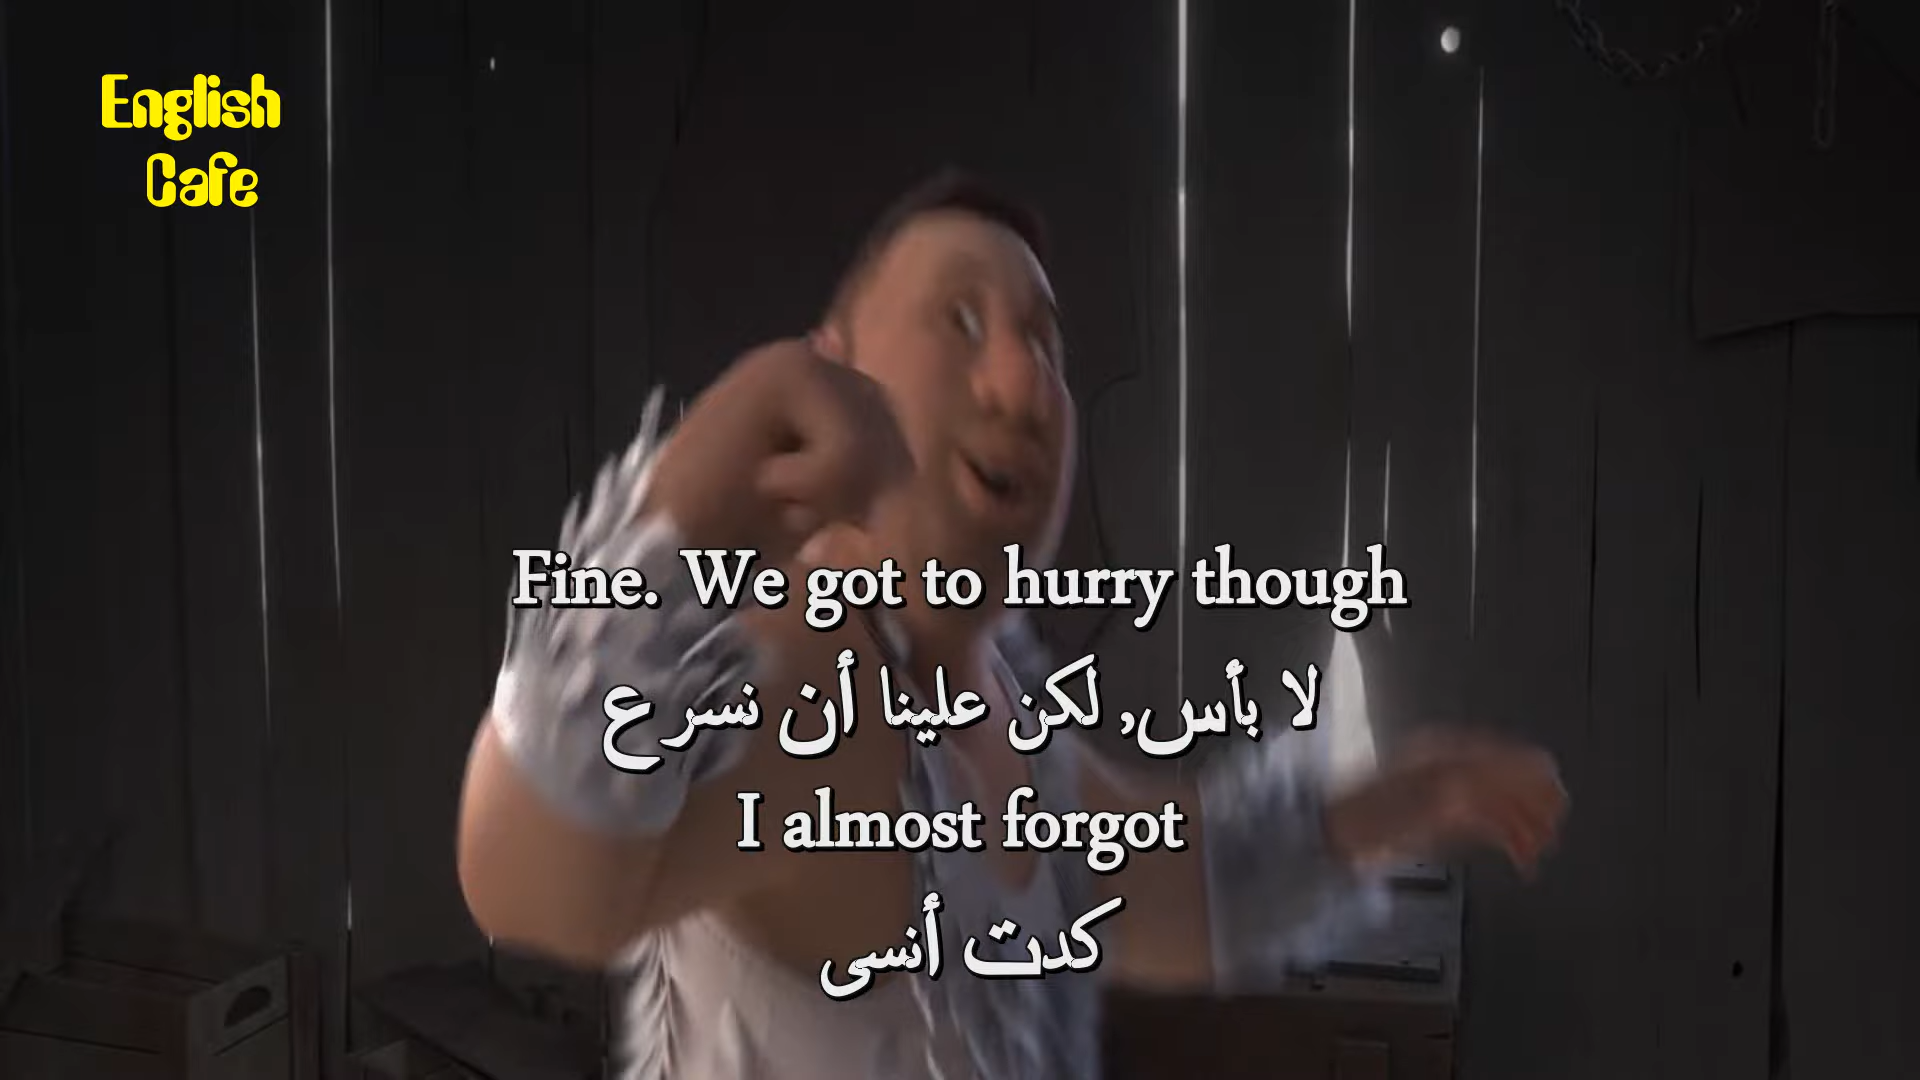 English
Cafe
Fine. We got to hurry though
لا بأس, لكن علينا أن نسرع
I almost forgot
كدت أنسى